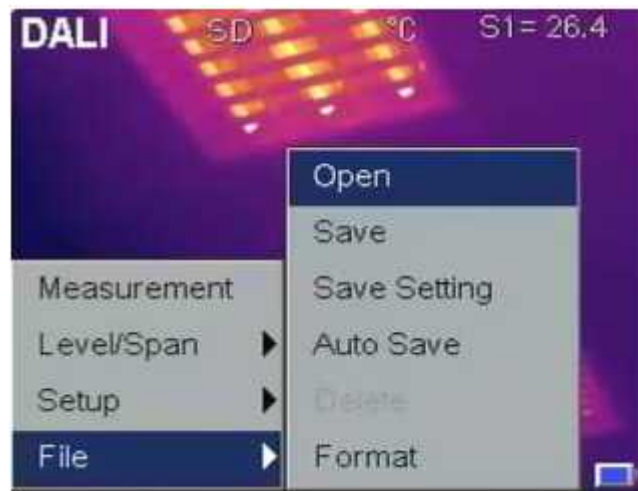 DALI SD °C S1= 26.4
Open
Save
Measurement
Save Setting
Level/Span
Auto Save
Setup
Delete
File
Format